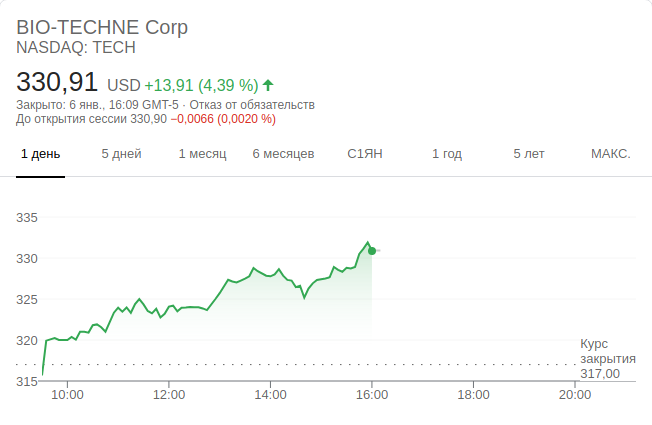 BIO-TECHNE Corp
NASDAQ: TECH
330,91 USD +13,91 (4,39 %)
Закрыто: 6 янв., 16:09 GMT-5 · Отказ от обязательств
До открытия сессии 330,90 −0,0066 (0,0020 %)
1 день 5 дней 1 месяц 6 месяцев С1ЯН 1 год 5 лет МАКС.
335
330
325
320
Курс
закрытия
317,00
315
10:00 12:00 14:00 16:00 18:00 20:00